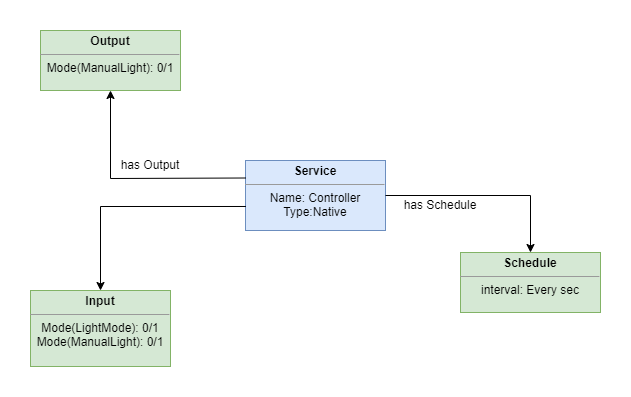 Output
Mode(ManualLight): 0/1
has Output
Service
Name: Controller
Type:Native
has Schedule
Schedule
interval: Every sec
Input
Mode(LightMode): 0/1
Mode(ManualLight): 0/1